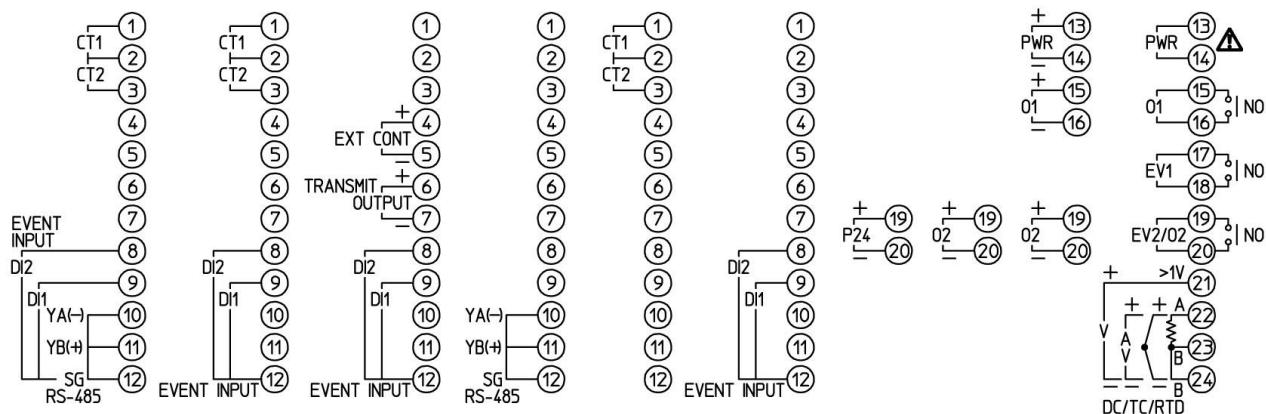 CT1
CT2
1
2
3
4
5
6
7
8
9
10
11
12
EVENT
INPUT
DI2
DI1
YA(-)
YB(+)
SG
RS-485
CT1
CT2
1
2
3
4
5
6
7
8
9
10
11
12
DI2
DI1
EVENT INPUT
1
2
3
4
5
6
7
8
9
10
11
12
+
EXT CONT
−
+
TRANSMIT
OUTPUT
−
DI2
DI1
EVENT INPUT
1
2
3
4
5
6
7
8
9
10
11
12
YA(-)
YB(+)
SG
RS-485
CT1
CT2
1
2
3
4
5
6
7
8
9
10
11
12
1
2
3
4
5
6
7
8
9
10
11
12
DI2
DI1
EVENT INPUT
+ 19
P24
− 20
+ 19
O2
− 20
+ 13
PWR
− 14
+ 15
O1
− 16
+ 19
O2
− 20
13
PWR
14
!
15
O1 NO
16
17
EV1 NO
18
19
EV2/O2 NO
20
+ >1V 21
+ + A 22
V A B 23
V
− − − B 24
DC/TC/RTD